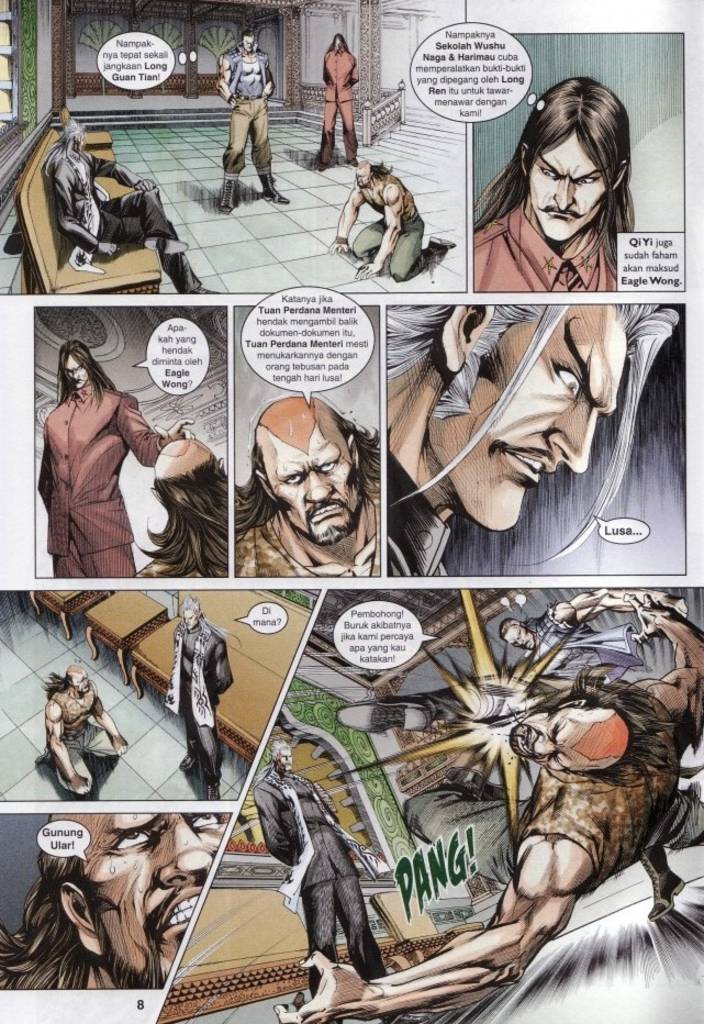 Nampak-
nya tepat sekali
jangkaan Long
Guan Tian!
Nampaknya
Sekolah Wushu
Naga & Harimau cuba
memperalatkan bukti-bukti
yang dipegang oleh Long
Ren itu untuk tawar-
menawar dengan
kami!
Qi Yi juga
sudah faham
akan maksud
Eagle Wong.
Apa-
kah yang
hendak
diminta oleh
Eagle
Wong?
Katanya jika
Tuan Perdana Menteri
hendak mengambil balik
dokumen-dokumen itu,
Tuan Perdana Menteri mesti
menukarkannya dengan
orang tebusan pada
tengah hari lusa!
Lusa...
Di
mana?
Gunung
Ular!
Pembohong!
Buruk akibatnya
jika kami percaya
apa yang kau
katakan!
PANG!
8